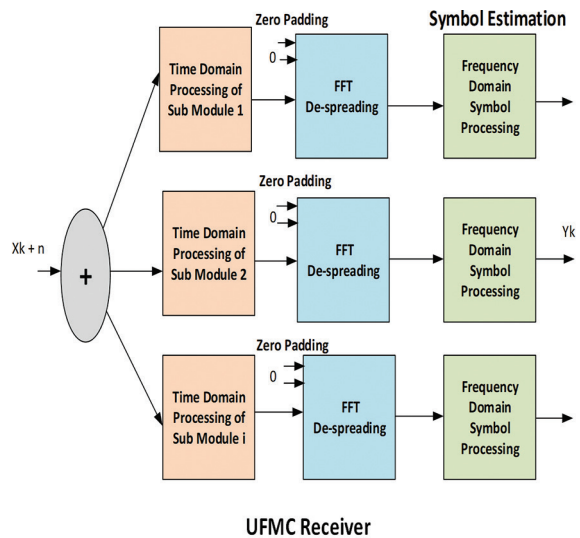 Zero Padding
Symbol Estimation
0
Time Domain
Processing of
Sub Module 1
FFT
De-spreading
Frequency
Domain
Symbol
Processing
Zero Padding
Xk + n
+
0
Time Domain
Processing of
Sub Module 2
FFT
De-spreading
Frequency
Domain
Symbol
Processing
Yk
Zero Padding
0
Time Domain
Processing of
Sub Module i
FFT
De-spreading
Frequency
Domain
Symbol
Processing
UFMC Receiver